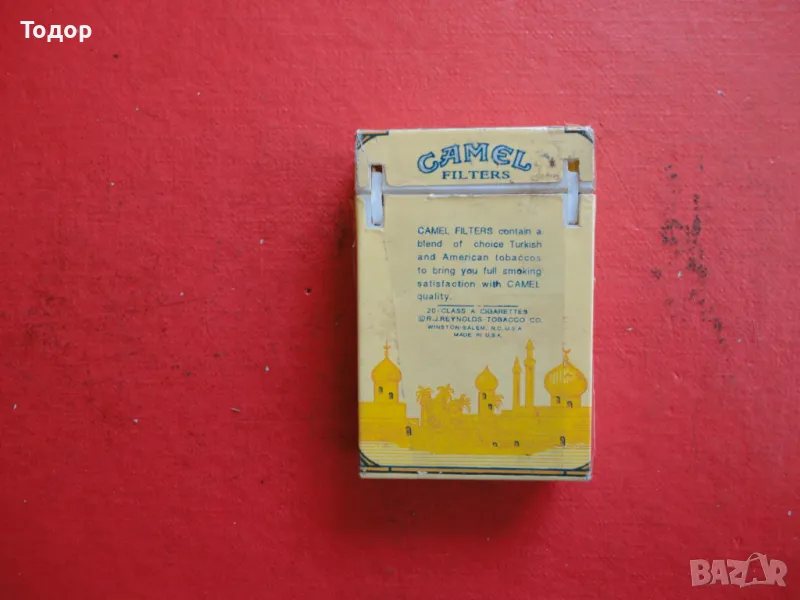 Тодор
CAMEL
FILTERS
CAMEL FILTERS contain a
blend of choice Turkish
and American tobaccos
to bring you full smoking
satisfaction with CAMEL
quality.
20-CLASS A CIGARETTES
©R.J.REYNOLDS-TOBACCO CO.
WINSTON-SALEM, N.C. U.S.A
MADE IN U.S.A.
BAZAR